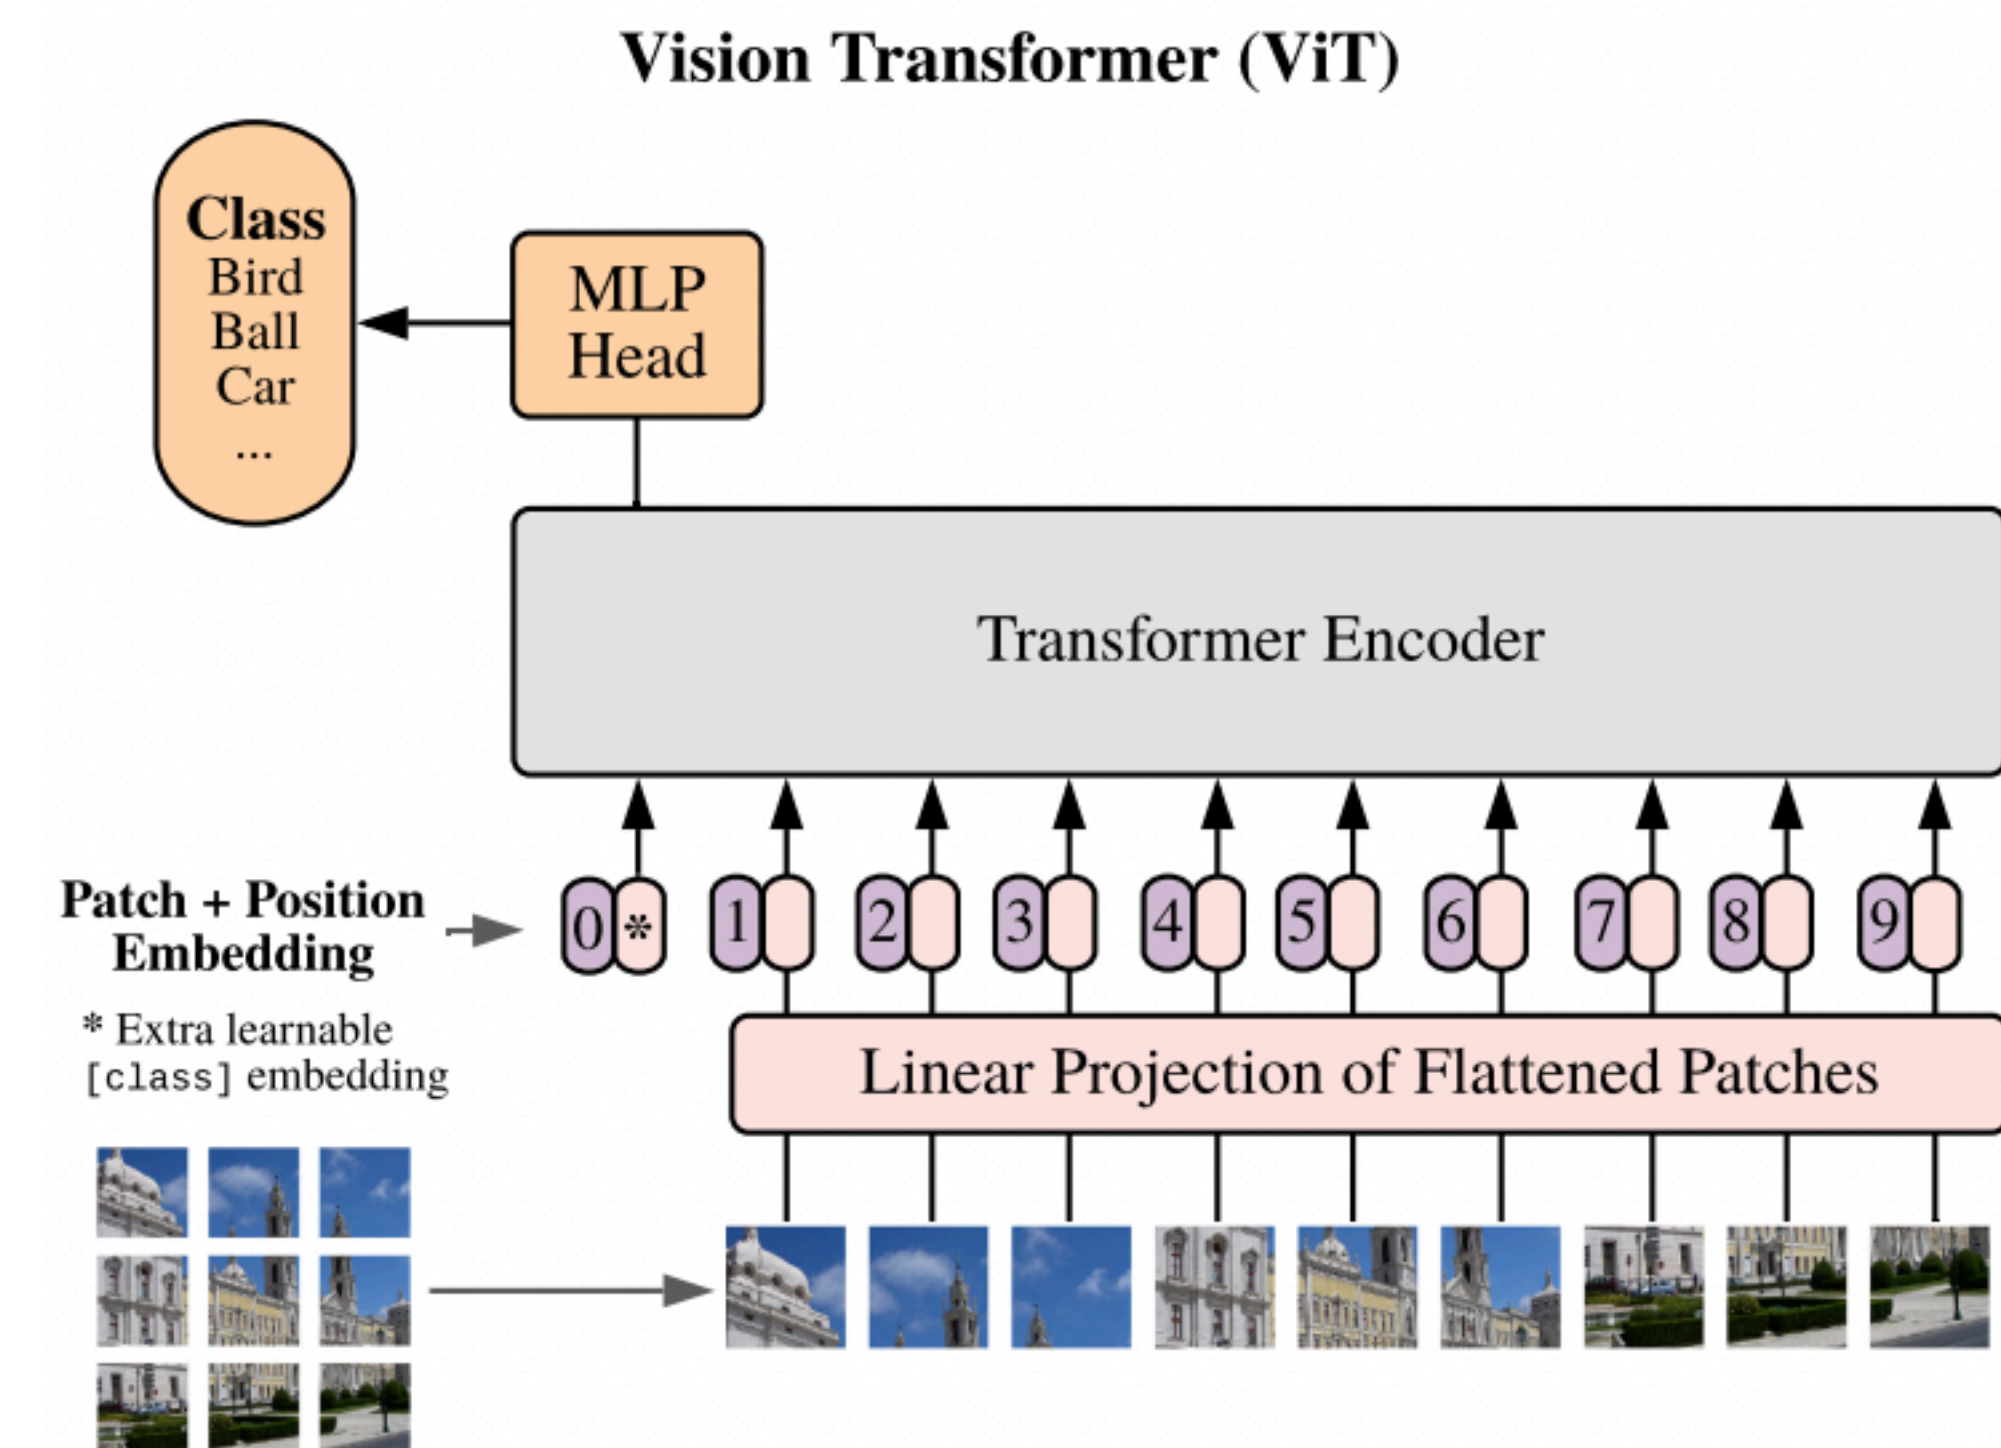 Vision Transformer (ViT)
Class
Bird
Ball
Car
...
MLP
Head
Transformer Encoder
Patch + Position
Embedding
* Extra learnable
[class] embedding
0 * 1 2 3 4 5 6 7 8 9
Linear Projection of Flattened Patches